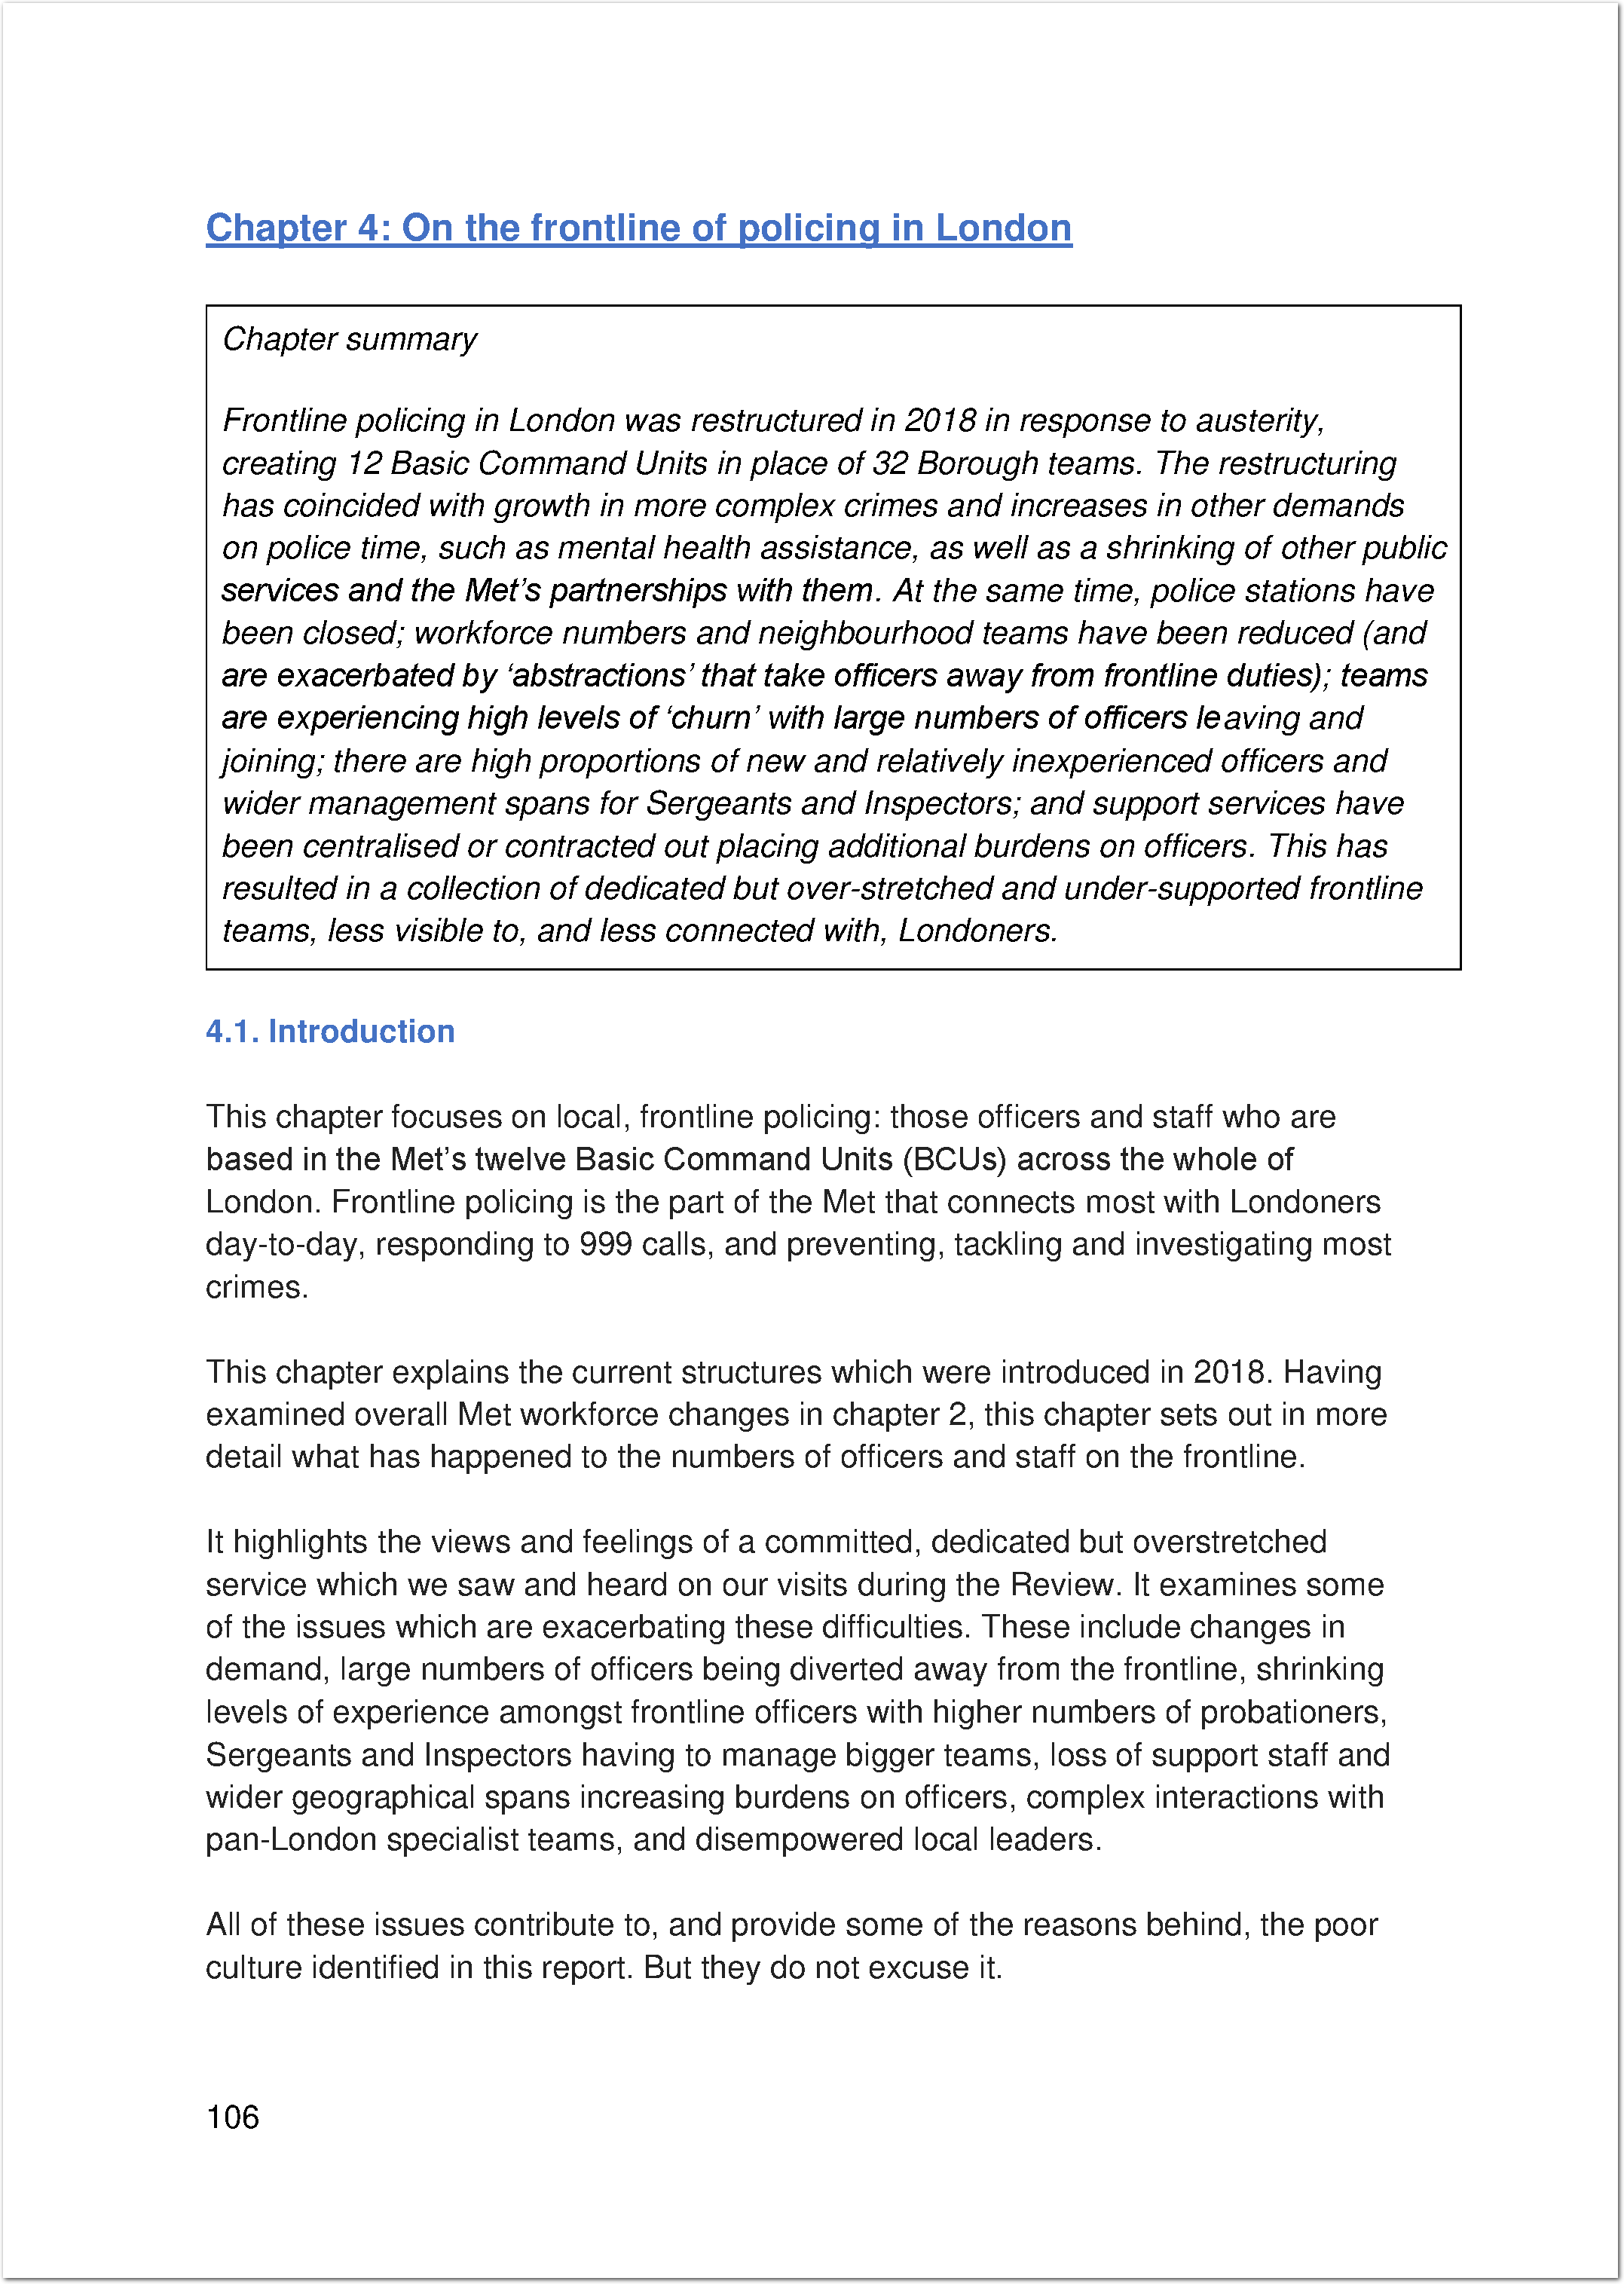 Chapter 4: On the frontline of policing in London
Chapter summary
Frontline policing in London was restructured in 2018 in response to austerity,
creating 12 Basic Command Units in place of 32 Borough teams. The restructuring
has coincided with growth in more complex crimes and increases in other demands
on police time, such as mental health assistance, as well as a shrinking of other public
services and the Met’s partnerships with them. At the same time, police stations have
been closed; workforce numbers and neighbourhood teams have been reduced (and
are exacerbated by ‘abstractions’ that take officers away from frontline duties); teams
are experiencing high levels of ‘churn’ with large numbers of officers leaving and
joining; there are high proportions of new and relatively inexperienced officers and
wider management spans for Sergeants and Inspectors; and support services have
been centralised or contracted out placing additional burdens on officers. This has
resulted in a collection of dedicated but over-stretched and under-supported frontline
teams, less visible to, and less connected with, Londoners.
4.1. Introduction
This chapter focuses on local, frontline policing: those officers and staff who are
based in the Met’s twelve Basic Command Units (BCUs) across the whole of
London. Frontline policing is the part of the Met that connects most with Londoners
day-to-day, responding to 999 calls, and preventing, tackling and investigating most
crimes.
This chapter explains the current structures which were introduced in 2018. Having
examined overall Met workforce changes in chapter 2, this chapter sets out in more
detail what has happened to the numbers of officers and staff on the frontline.
It highlights the views and feelings of a committed, dedicated but overstretched
service which we saw and heard on our visits during the Review. It examines some
of the issues which are exacerbating these difficulties. These include changes in
demand, large numbers of officers being diverted away from the frontline, shrinking
levels of experience amongst frontline officers with higher numbers of probationers,
Sergeants and Inspectors having to manage bigger teams, loss of support staff and
wider geographical spans increasing burdens on officers, complex interactions with
pan-London specialist teams, and disempowered local leaders.
All of these issues contribute to, and provide some of the reasons behind, the poor
culture identified in this report. But they do not excuse it.
106